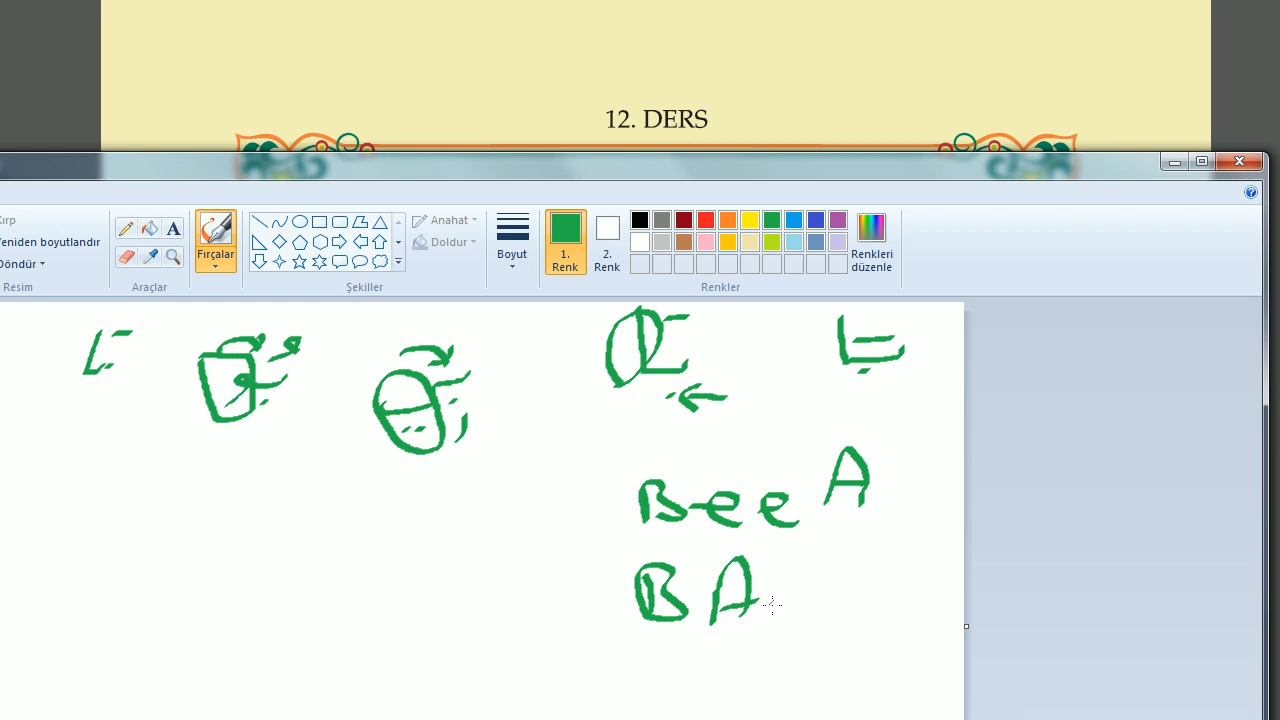 12. DERS
Kırp
Yeniden boyutlandır
Döndür
Resim
Araçlar
Fırçalar
Şekiller
Anahat
Doldur
Boyut
1.
Renk
2.
Renk
Renkleri
düzenle
Renkler
Bee A
BA